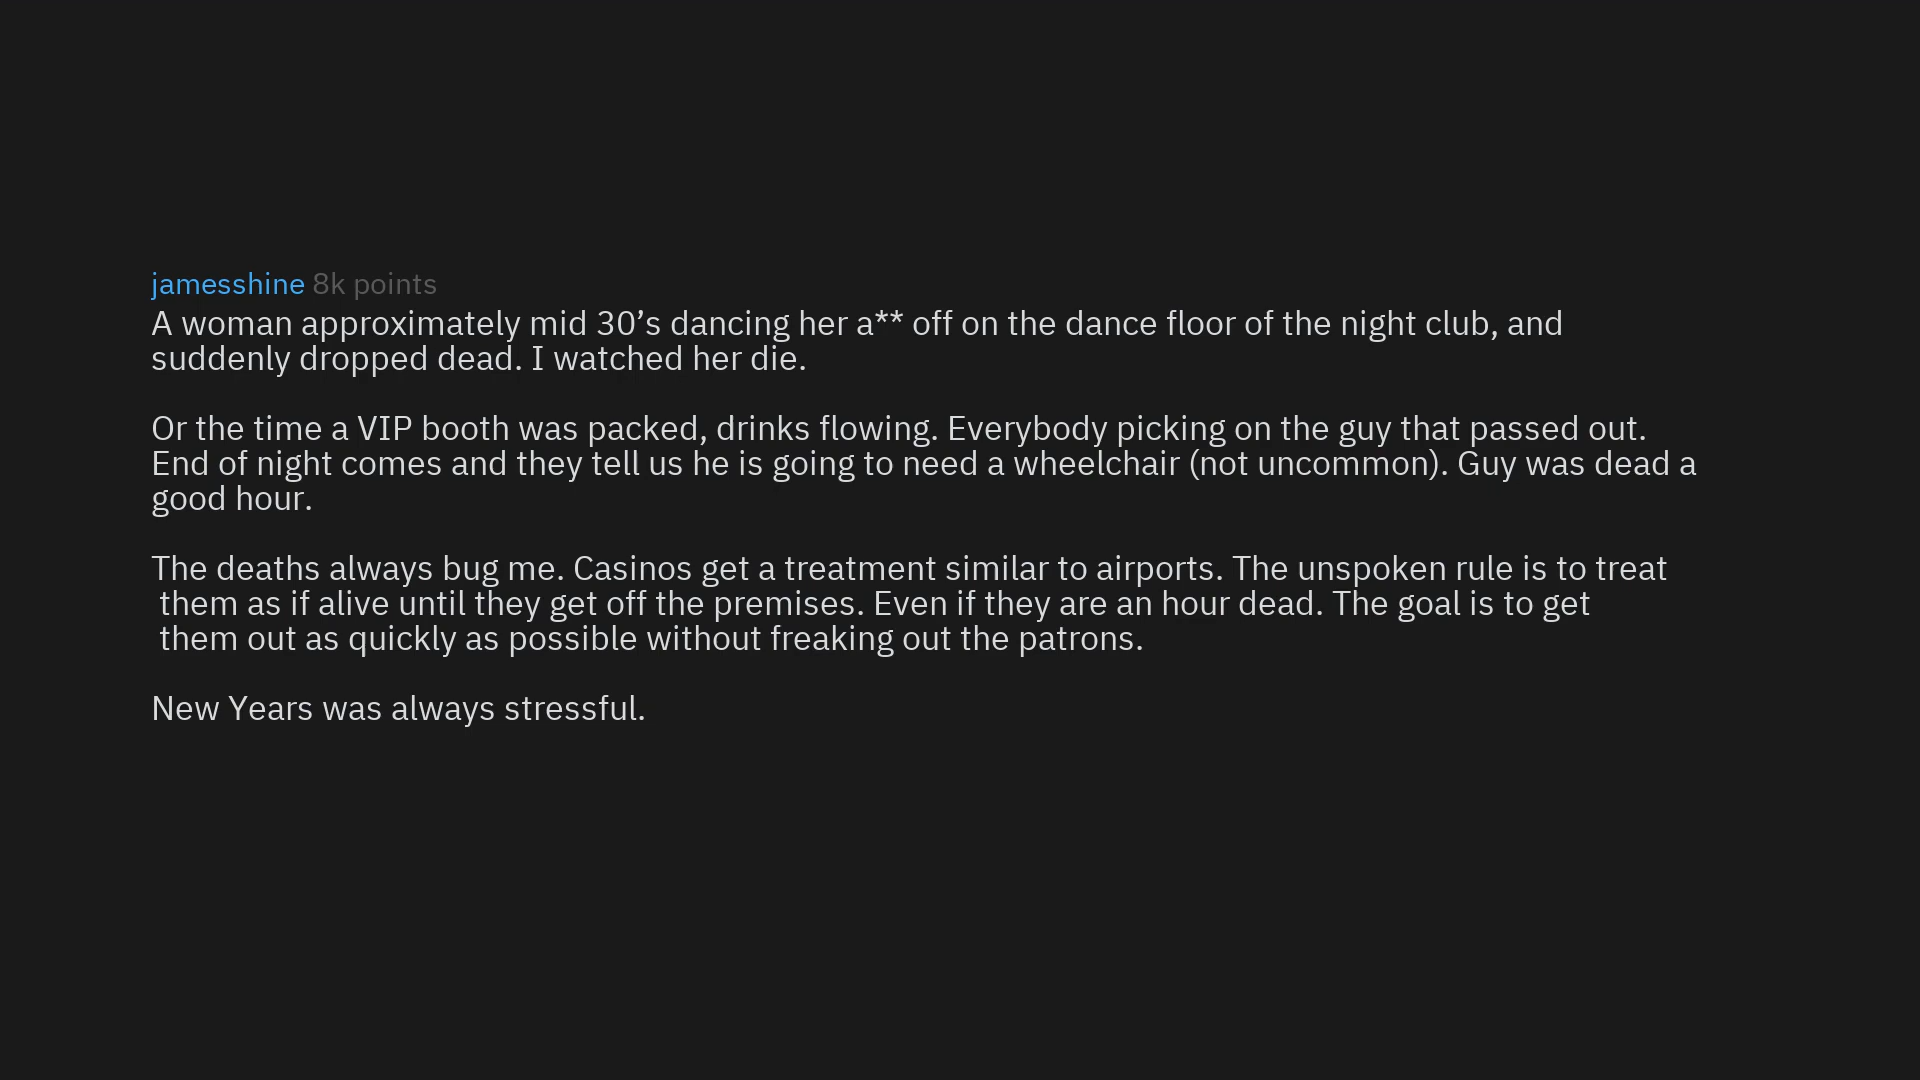 jamesshine 8k points
A woman approximately mid 30’s dancing her a** off on the dance floor of the night club, and
suddenly dropped dead. I watched her die.
Or the time a VIP booth was packed, drinks flowing. Everybody picking on the guy that passed out.
End of night comes and they tell us he is going to need a wheelchair (not uncommon). Guy was dead a
good hour.
The deaths always bug me. Casinos get a treatment similar to airports. The unspoken rule is to treat
them as if alive until they get off the premises. Even if they are an hour dead. The goal is to get
them out as quickly as possible without freaking out the patrons.
New Years was always stressful.